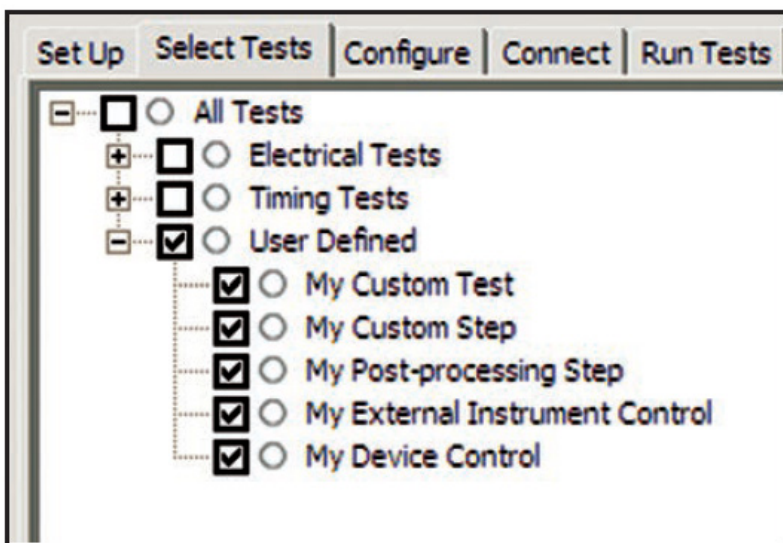 Set Up Select Tests Configure Connect Run Tests
All Tests
Electrical Tests
Timing Tests
User Defined
My Custom Test
My Custom Step
My Post-processing Step
My External Instrument Control
My Device Control